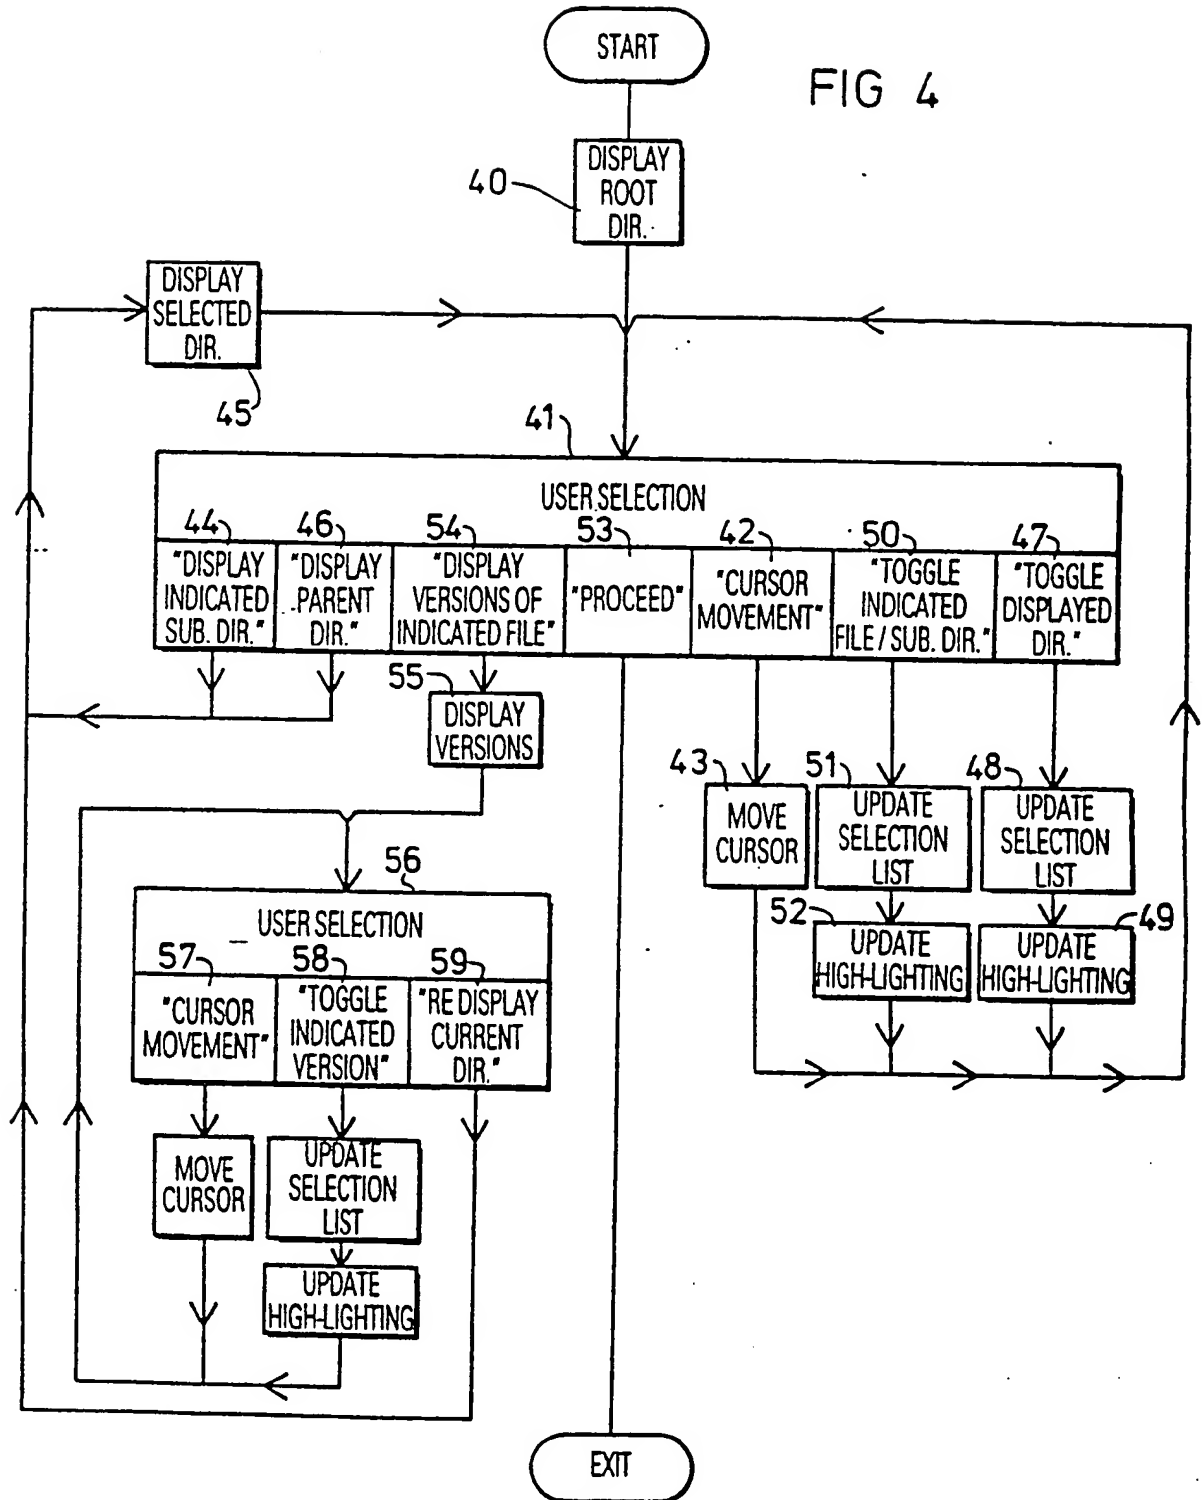 START
FIG 4
DISPLAY
ROOT
DIR.
40
DISPLAY
SELECTED
DIR.
45
41
USER SELECTION
44
46
54
53
42
50
47
"DISPLAY
INDICATED
SUB. DIR."
"DISPLAY
PARENT
DIR."
"DISPLAY
VERSIONS OF
INDICATED FILE"
"PROCEED"
"CURSOR
MOVEMENT"
"TOGGLE
INDICATED
FILE / SUB. DIR."
"TOGGLE
DISPLAYED
DIR."
55
DISPLAY
VERSIONS
43
MOVE
CURSOR
51
UPDATE
SELECTION
LIST
48
UPDATE
SELECTION
LIST
52
UPDATE
HIGH-LIGHTING
49
UPDATE
HIGH-LIGHTING
56
USER SELECTION
57
58
59
"CURSOR
MOVEMENT"
"TOGGLE
INDICATED
VERSION"
"RE DISPLAY
CURRENT
DIR."
MOVE
CURSOR
UPDATE
SELECTION
LIST
UPDATE
HIGH-LIGHTING
EXIT